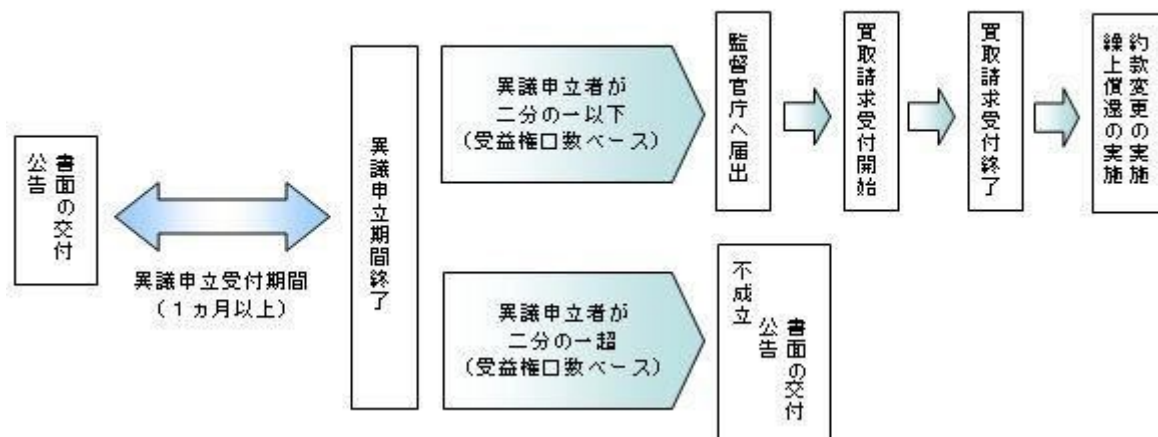 書面の交付
公告
異議申立受付期間
（１ヵ月以上）
異議申立期間終了
異議申立者が
二分の一以下
（受益権口数ベース）
監督官庁へ届出
買取請求受付開始
買取請求受付終了
約款変更の実施
繰上償還の実施
異議申立者が
二分の一超
（受益権口数ベース）
不成立
書面の交付
公告